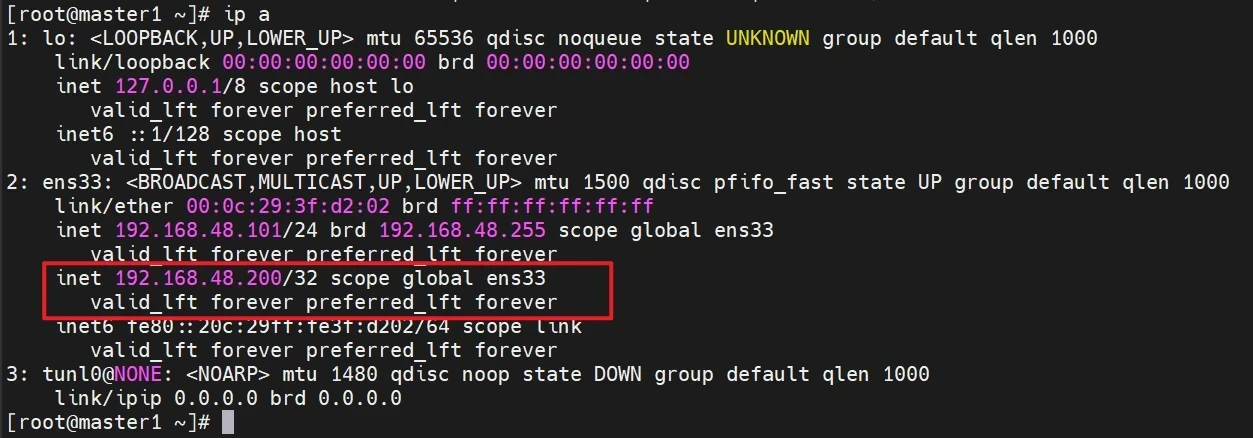 [root@master1 ~]# ip a
1: lo: <LOOPBACK,UP,LOWER_UP> mtu 65536 qdisc noqueue state UNKNOWN group default qlen 1000
    link/loopback 00:00:00:00:00:00 brd 00:00:00:00:00:00
    inet 127.0.0.1/8 scope host lo
       valid_lft forever preferred_lft forever
    inet6 ::1/128 scope host
       valid_lft forever preferred_lft forever
2: ens33: <BROADCAST,MULTICAST,UP,LOWER_UP> mtu 1500 qdisc pfifo_fast state UP group default qlen 1000
    link/ether 00:0c:29:3f:d2:02 brd ff:ff:ff:ff:ff:ff
    inet 192.168.48.101/24 brd 192.168.48.255 scope global ens33
       valid_lft forever preferred_lft forever
    inet 192.168.48.200/32 scope global ens33
       valid_lft forever preferred_lft forever
    inet6 fe80::20c:29ff:fe3f:d202/64 scope link
       valid_lft forever preferred_lft forever
3: tunl0@NONE: <NOARP> mtu 1480 qdisc noop state DOWN group default qlen 1000
    link/ipip 0.0.0.0 brd 0.0.0.0
[root@master1 ~]#